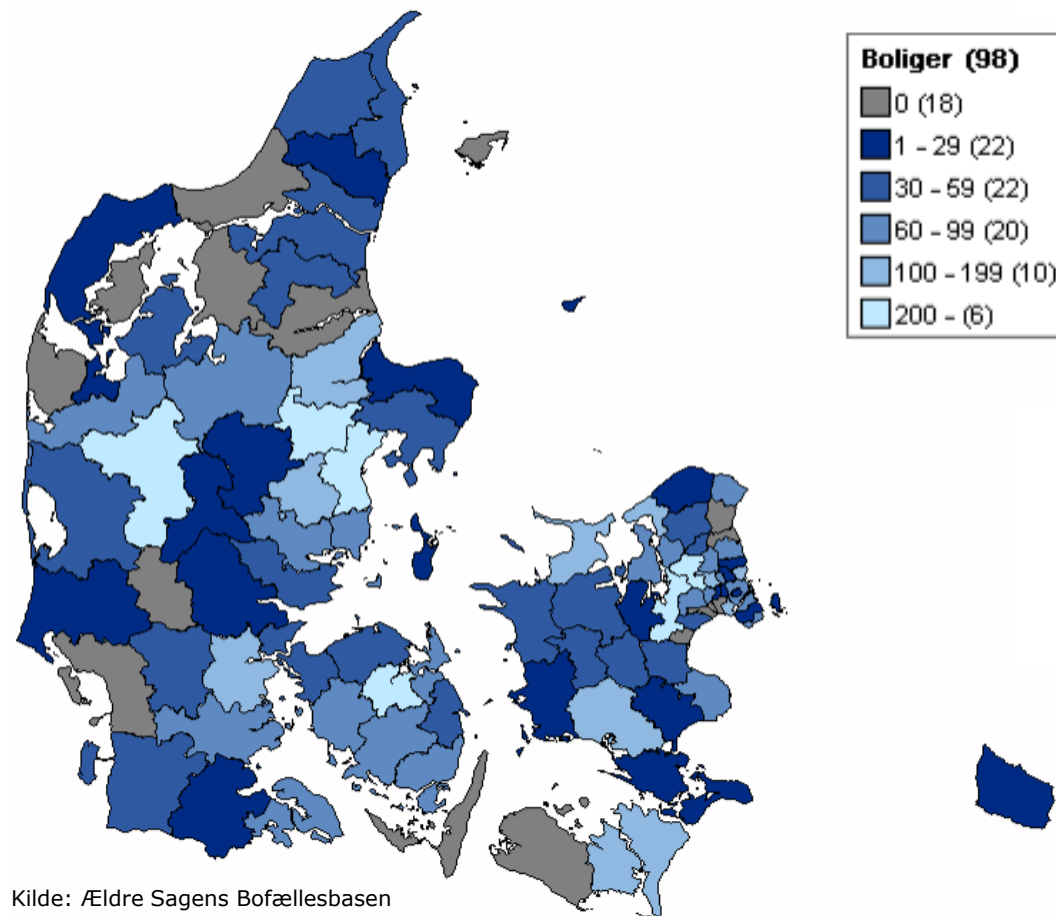 Boliger (98)
0 (18)
1 - 29 (22)
30 - 59 (22)
60 - 99 (20)
100 - 199 (10)
200 - (6)
Kilde: Ældre Sagens Bofællesbasen